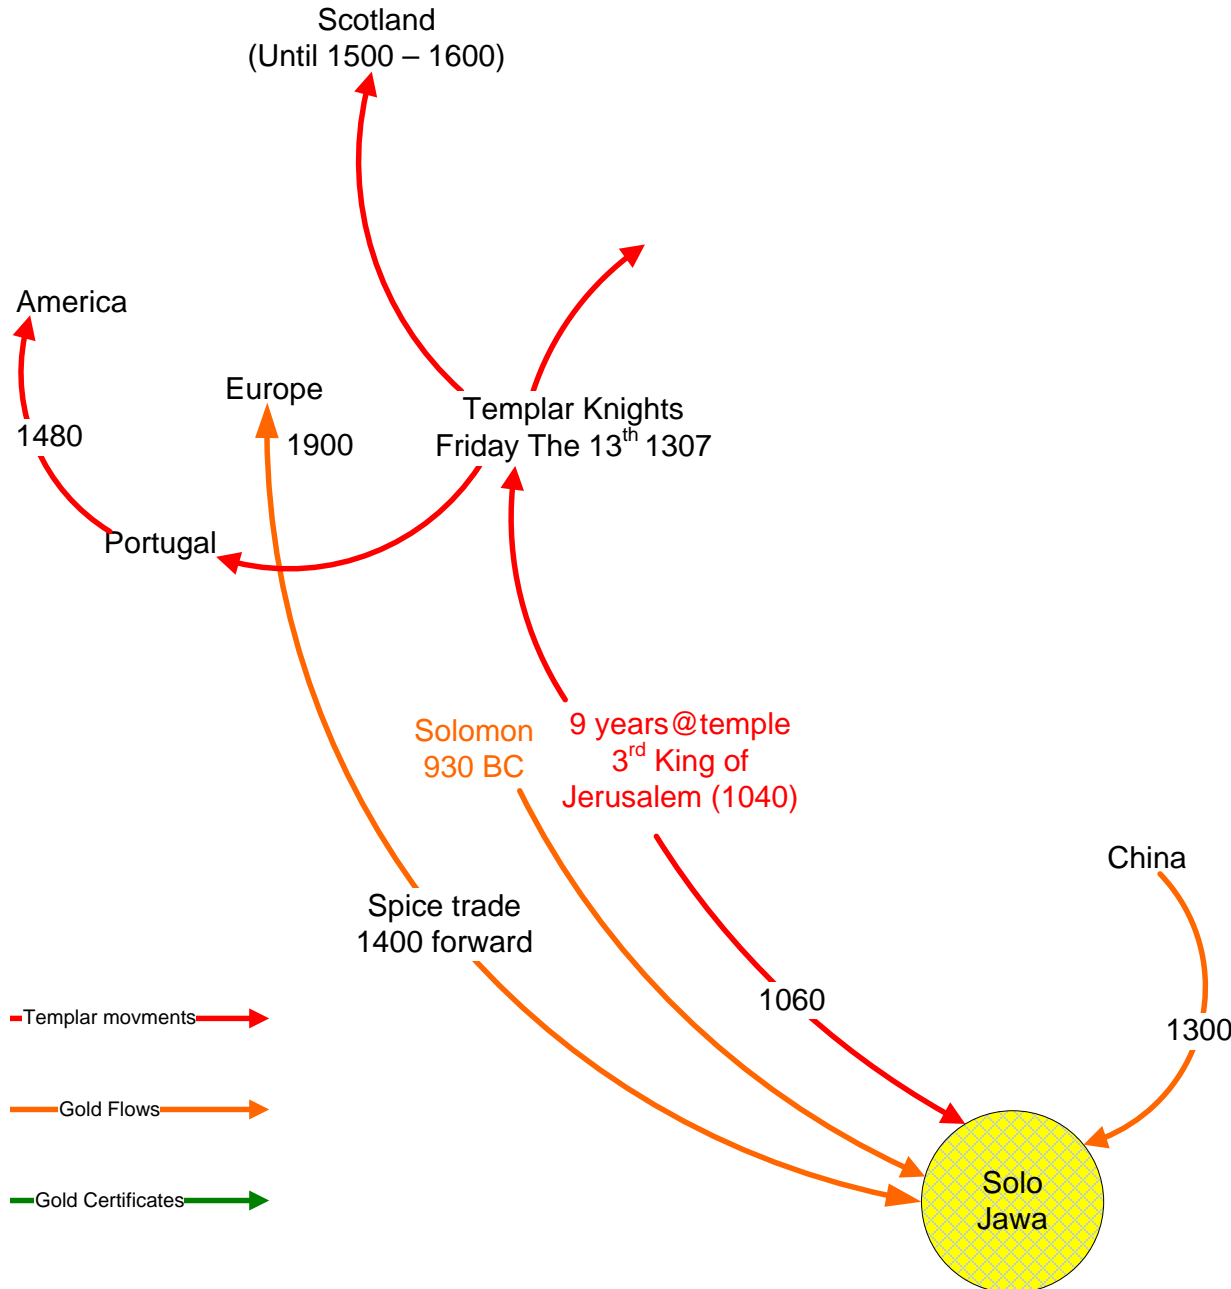 Scotland
(Until 1500 – 1600)
America
Europe
1900
Templar Knights
Friday The 13th 1307
1480
Portugal
Solomon
930 BC
9 years@temple
3rd King of
Jerusalem (1040)
China
Spice trade
1400 forward
1060
1300
Templar movments
Gold Flows
Gold Certificates
Solo
Jawa